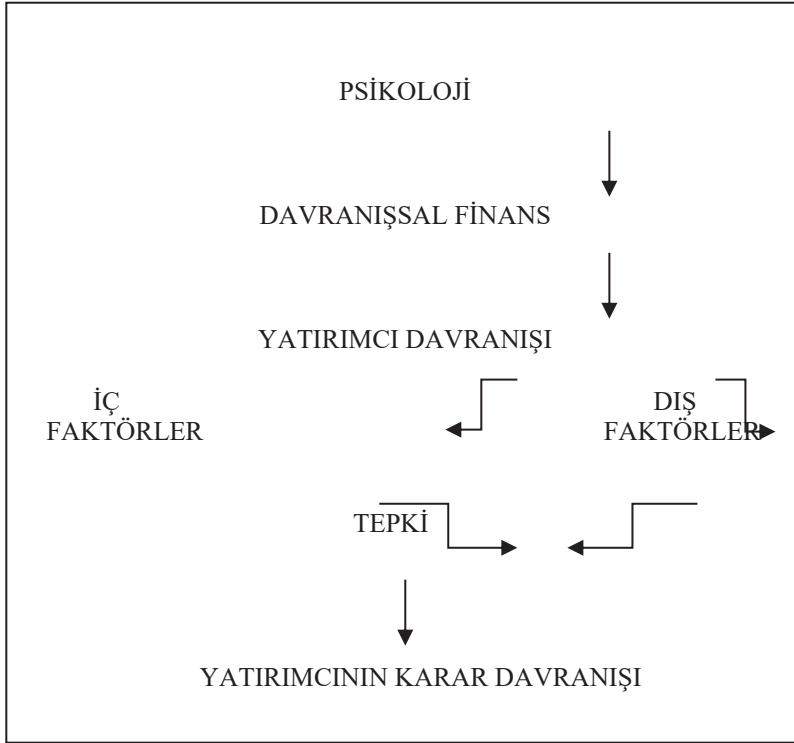 PSİKOLOJİ
DAVRANIŞSAL FİNANS
YATIRIMCI DAVRANIŞI
İÇ
FAKTÖRLER
DIŞ
FAKTÖRLER
TEPKİ
YATIRIMCININ KARAR DAVRANIŞI